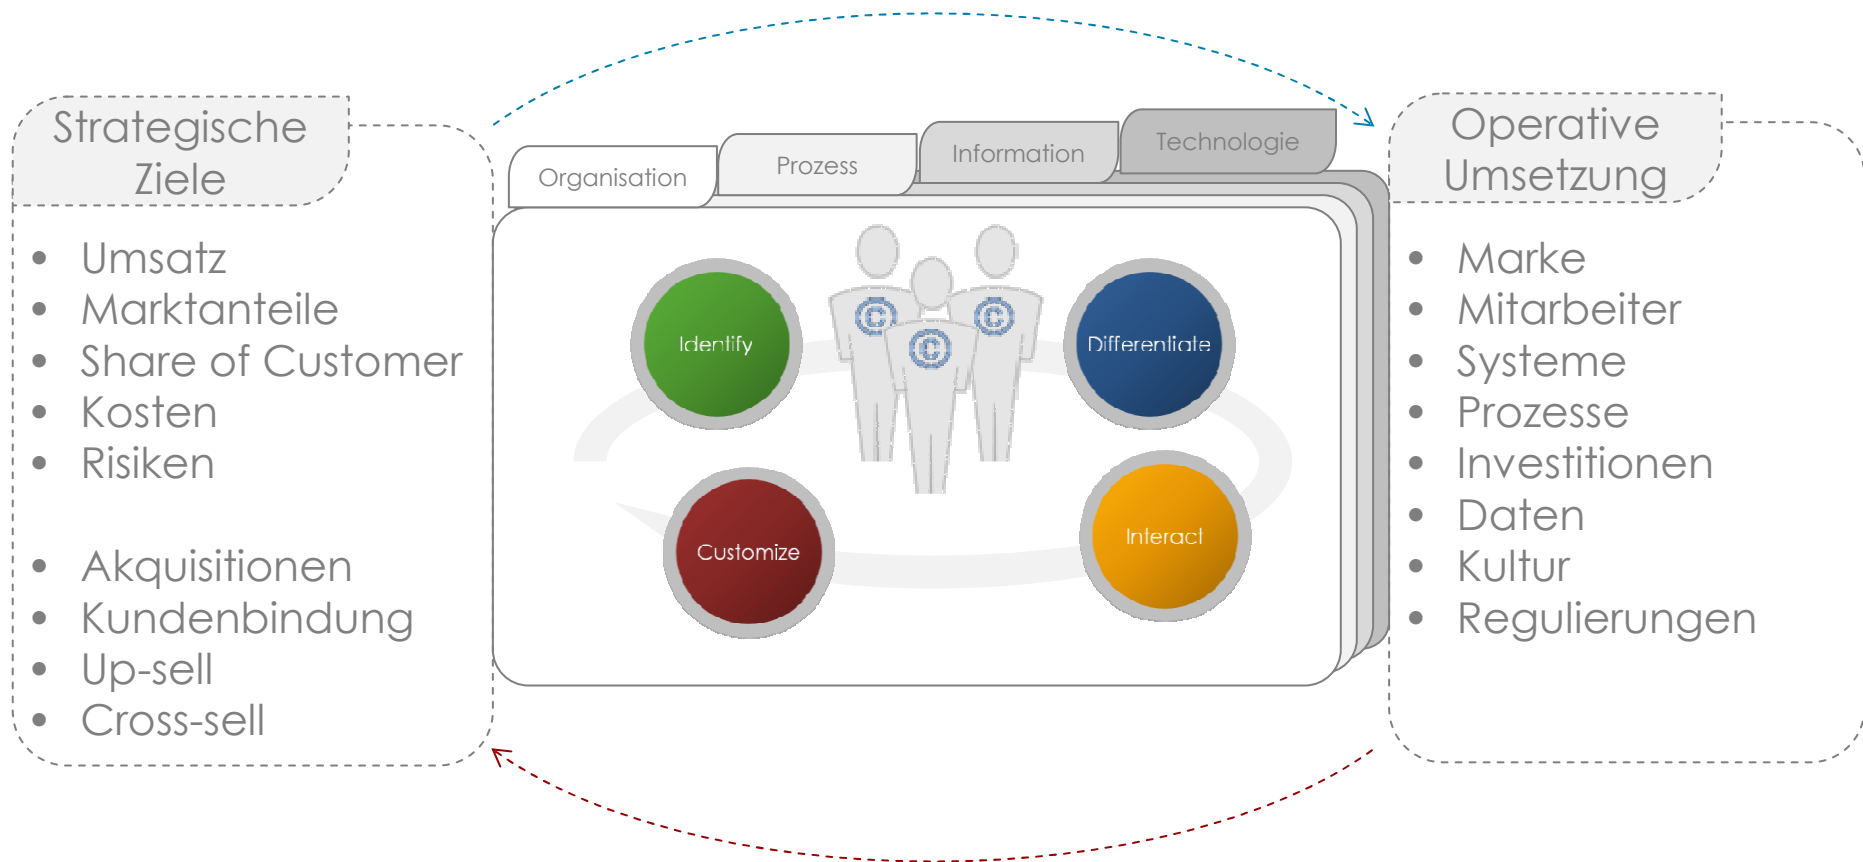 Strategische
Ziele
• Umsatz
• Marktanteile
• Share of Customer
• Kosten
• Risiken
• Akquisitionen
• Kundenbindung
• Up-sell
• Cross-sell
Organisation
Prozess
Information
Technologie
Identify
Differentiate
Customize
Interact
©
©
©
Operative
Umsetzung
• Marke
• Mitarbeiter
• Systeme
• Prozesse
• Investitionen
• Daten
• Kultur
• Regulierungen